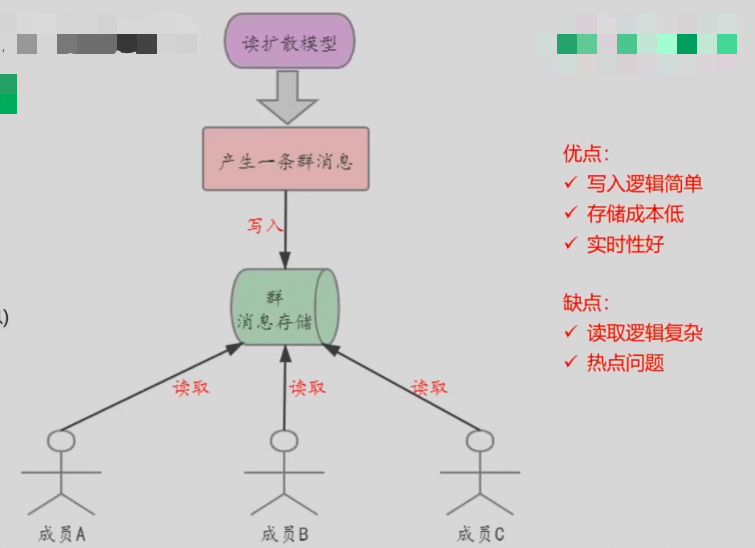 读扩散模型
产生一条群消息
写入
群
消息存储
读取
读取
读取
成员A
成员B
成员C
优点：
✓ 写入逻辑简单
✓ 存储成本低
✓ 实时性好
缺点：
✓ 读取逻辑复杂
✓ 热点问题